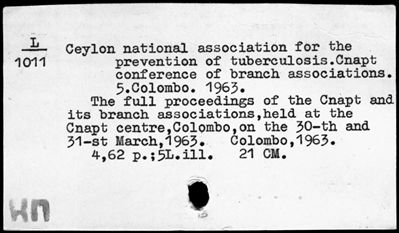 L
1011
Ceylon national association for the
prevention of tuberculosis.Cnapt
conference of branch associations.
5.Colombo. 1963.
The full proceedings of the Cnapt and
its branch associations,held at the
Cnapt centre,Colombo,on the 30-th and
31-st March,1963. Colombo,1963.
4,62 p.;5L.ill. 21 CM.